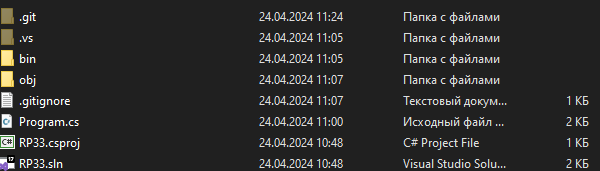 .git 24.04.2024 11:24 Папка с файлами
.vs 24.04.2024 11:05 Папка с файлами
bin 24.04.2024 11:05 Папка с файлами
obj 24.04.2024 11:07 Папка с файлами
.gitignore 24.04.2024 11:07 Текстовый докум... 1 КБ
Program.cs 24.04.2024 11:00 Исходный файл ... 2 КБ
RP33.csproj 24.04.2024 10:48 C# Project File 1 КБ
RP33.sln 24.04.2024 10:48 Visual Studio Solu... 2 КБ